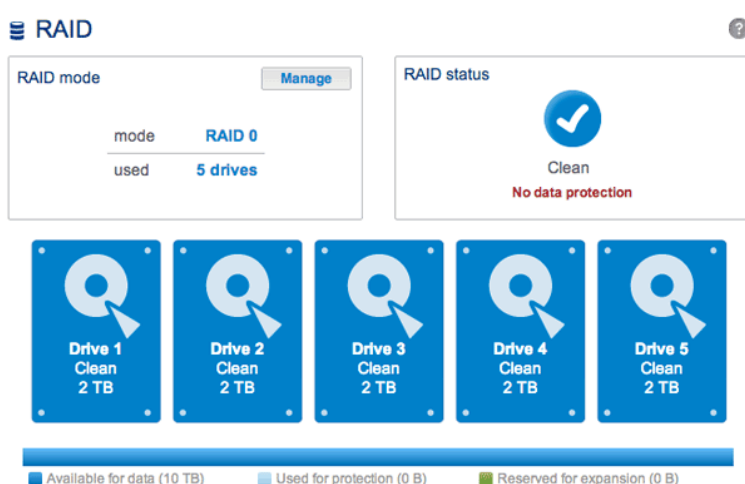 RAID
?
RAID mode
Manage
mode RAID 0
used 5 drives
RAID status
Clean
No data protection
Drive 1
Clean
2 TB
Drive 2
Clean
2 TB
Drive 3
Clean
2 TB
Drive 4
Clean
2 TB
Drive 5
Clean
2 TB
Available for data (10 TB) Used for protection (0 B) Reserved for expansion (0 B)